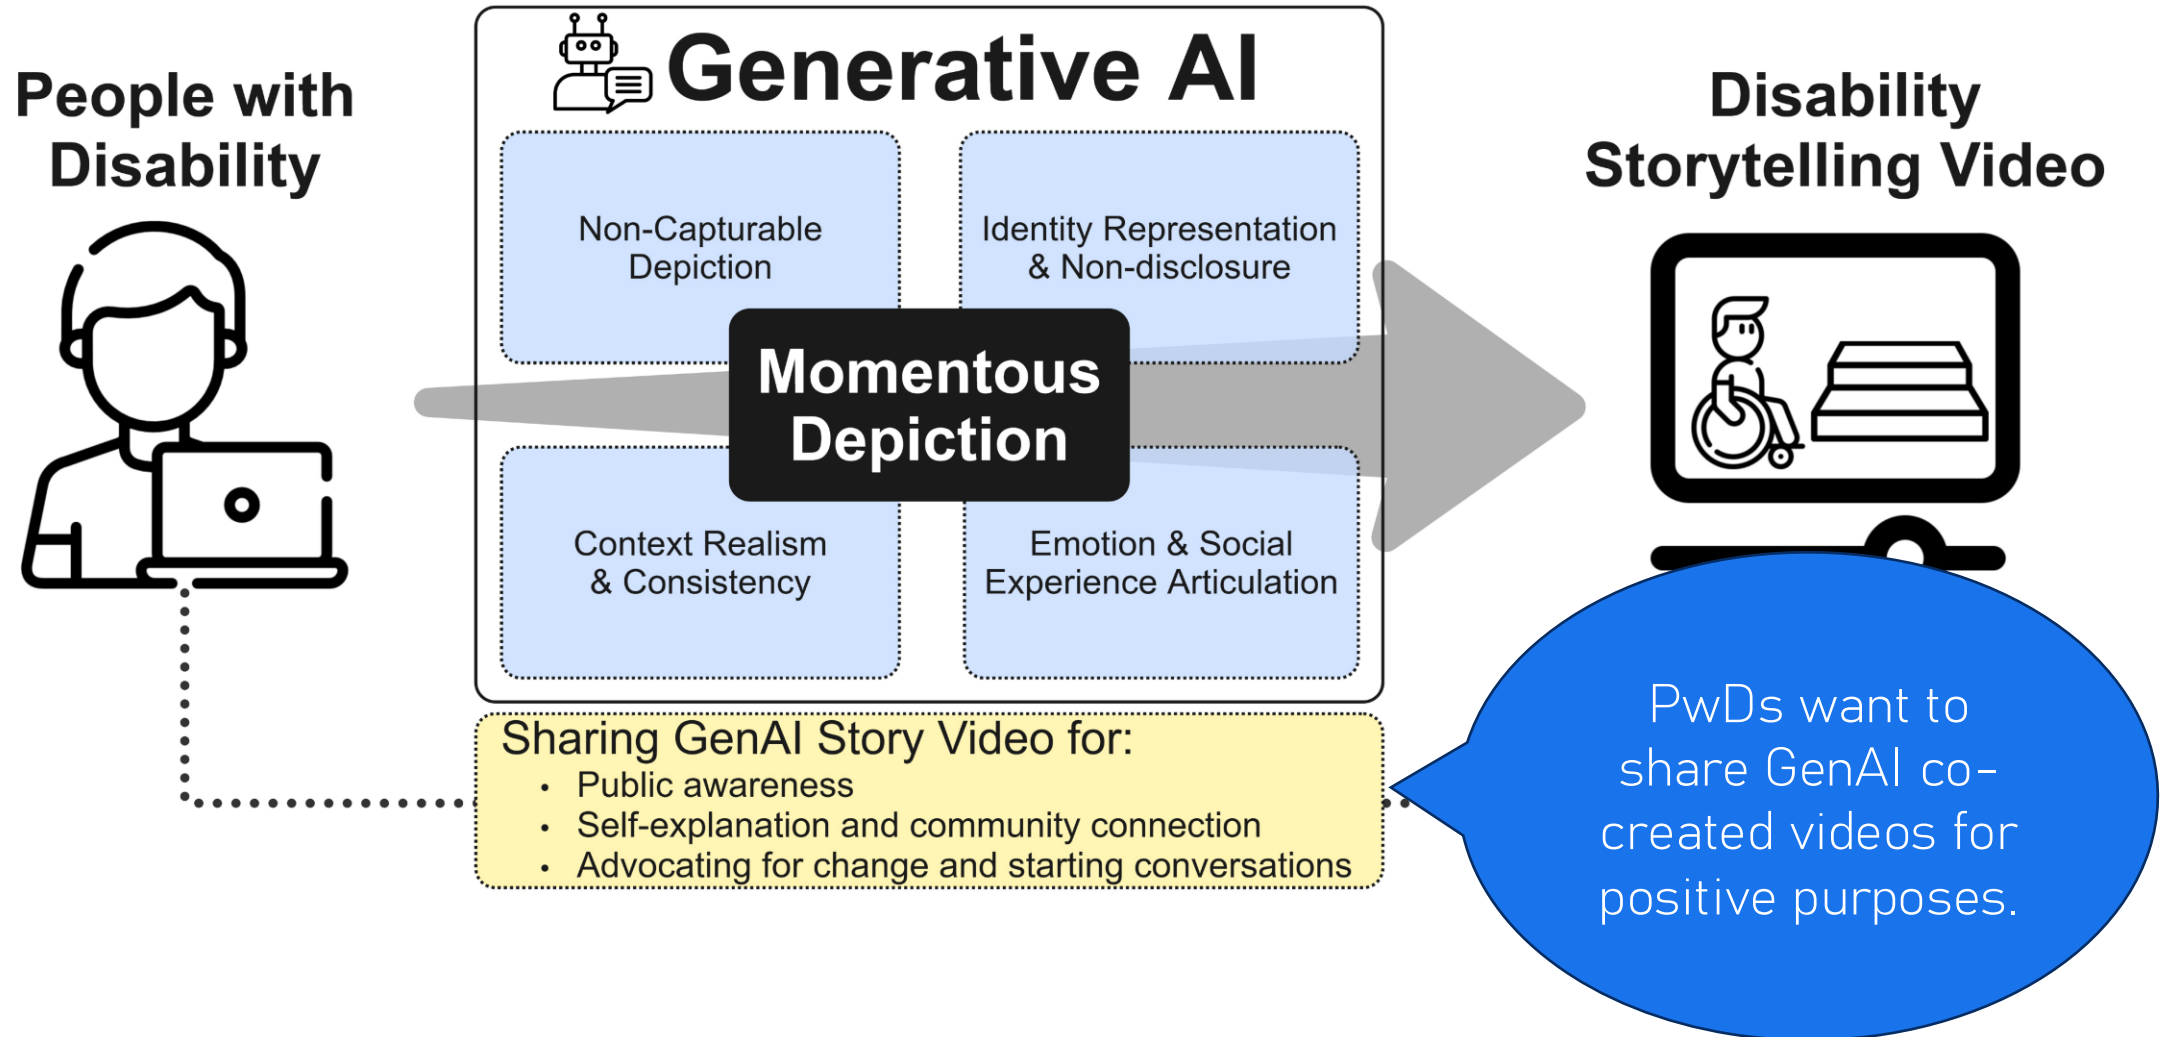 People with
Disability
Generative AI
Non-Capturable
Depiction
Identity Representation
& Non-disclosure
Momentous
Depiction
Context Realism
& Consistency
Emotion & Social
Experience Articulation
Disability
Storytelling Video
Sharing GenAI Story Video for:
• Public awareness
• Self-explanation and community connection
• Advocating for change and starting conversations
PwDs want to
share GenAI co-
created videos for
positive purposes.